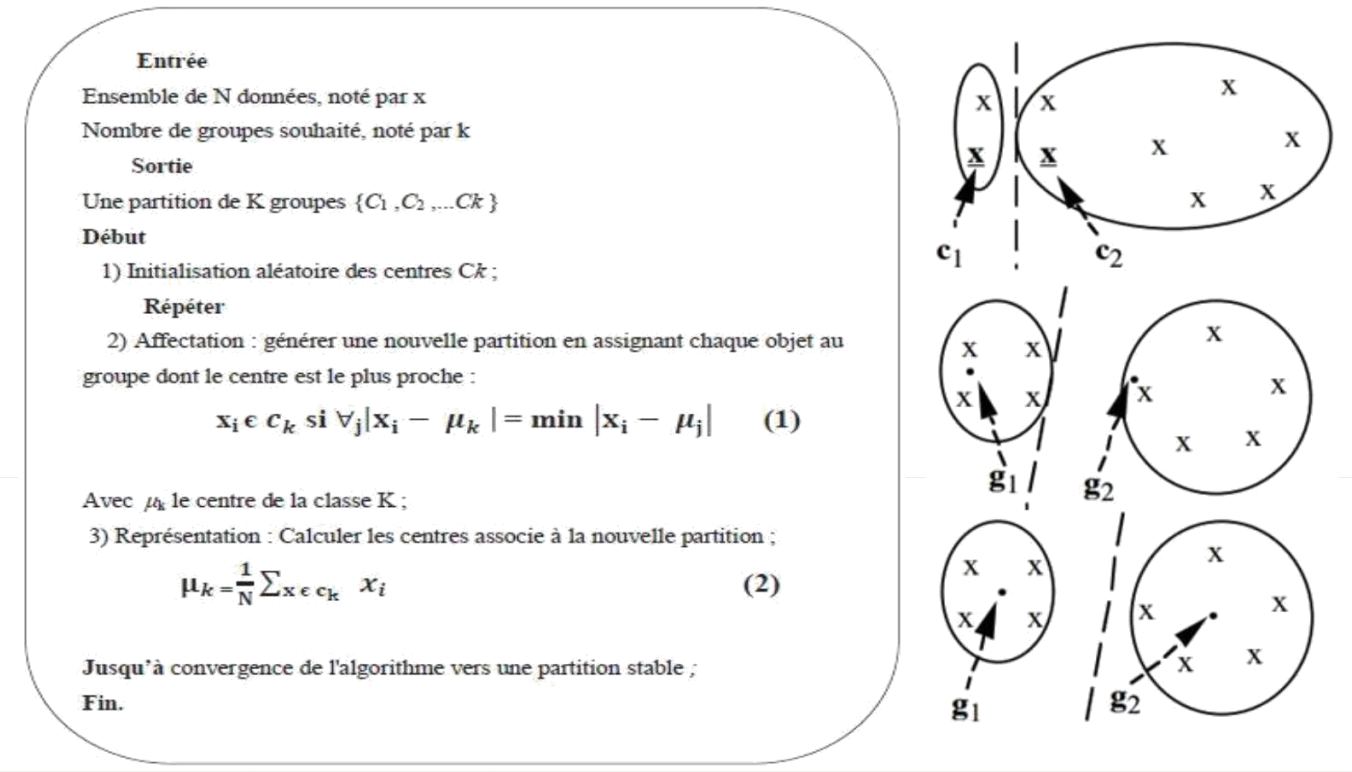 Entrée
Ensemble de N données, noté par x
Nombre de groupes souhaité, noté par k
Sortie
Une partition de K groupes {C1 ,C2 ,...Ck }
Début
1) Initialisation aléatoire des centres Ck ;
Répéter
2) Affectation : générer une nouvelle partition en assignant chaque objet au
groupe dont le centre est le plus proche :
xᵢ ϵ cₖ si ∀ⱼ|xᵢ − μₖ | = min |xᵢ − μⱼ| (1)
Avec μₖ le centre de la classe K ;
3) Représentation : Calculer les centres associe à la nouvelle partition ;
μₖ = 1/N ∑x ϵ cₖ xᵢ (2)
Jusqu'à convergence de l'algorithme vers une partition stable ;
Fin.
x x x
x x x x
x x
c₁ c₂
x x x
x x x x
x x
g₁ g₂
x x x
x x x x
x x
g₁ g₂